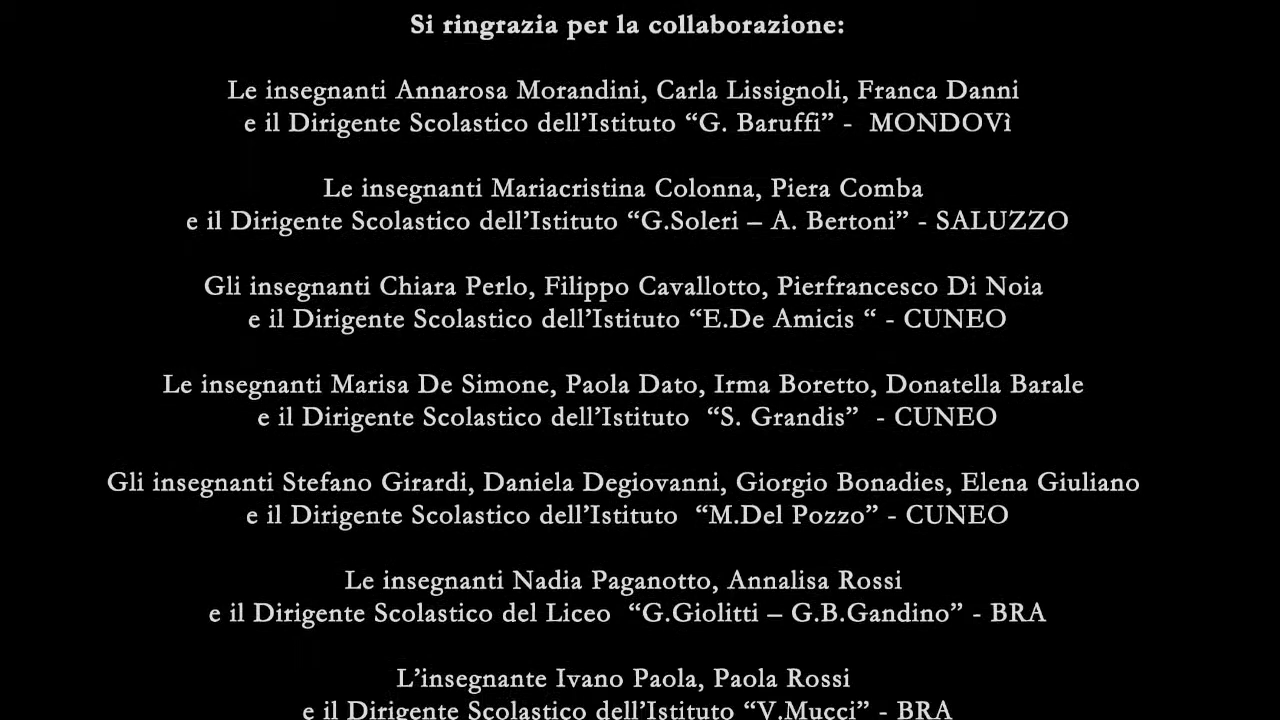 Si ringrazia per la collaborazione:
Le insegnanti Annarosa Morandini, Carla Lissignoli, Franca Danni
e il Dirigente Scolastico dell’Istituto “G. Baruffi” - MONDOVì
Le insegnanti Mariacristina Colonna, Piera Comba
e il Dirigente Scolastico dell’Istituto “G.Soleri – A. Bertoni” - SALUZZO
Gli insegnanti Chiara Perlo, Filippo Cavallotto, Pierfrancesco Di Noia
e il Dirigente Scolastico dell’Istituto “E.De Amicis “ - CUNEO
Le insegnanti Marisa De Simone, Paola Dato, Irma Boretto, Donatella Barale
e il Dirigente Scolastico dell’Istituto “S. Grandis” - CUNEO
Gli insegnanti Stefano Girardi, Daniela Degiovanni, Giorgio Bonadies, Elena Giuliano
e il Dirigente Scolastico dell’Istituto “M.Del Pozzo” - CUNEO
Le insegnanti Nadia Paganotto, Annalisa Rossi
e il Dirigente Scolastico del Liceo “G.Giolitti – G.B.Gandino” - BRA
L’insegnante Ivano Paola, Paola Rossi
e il Dirigente Scolastico dell’Istituto “V.Mucci” - BRA